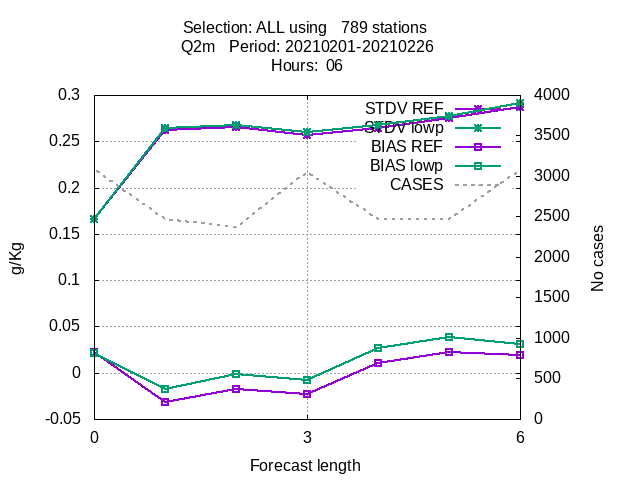 Selection: ALL using   789 stations
Q2m   Period: 20210201-20210226
Hours:  06
0.3
0.25
0.2
0.15
0.1
0.05
0
-0.05
4000
3500
3000
2500
2000
1500
1000
500
0
STDV REF
STDV lowp
BIAS REF
BIAS lowp
CASES
g/Kg
No cases
0
3
6
Forecast length